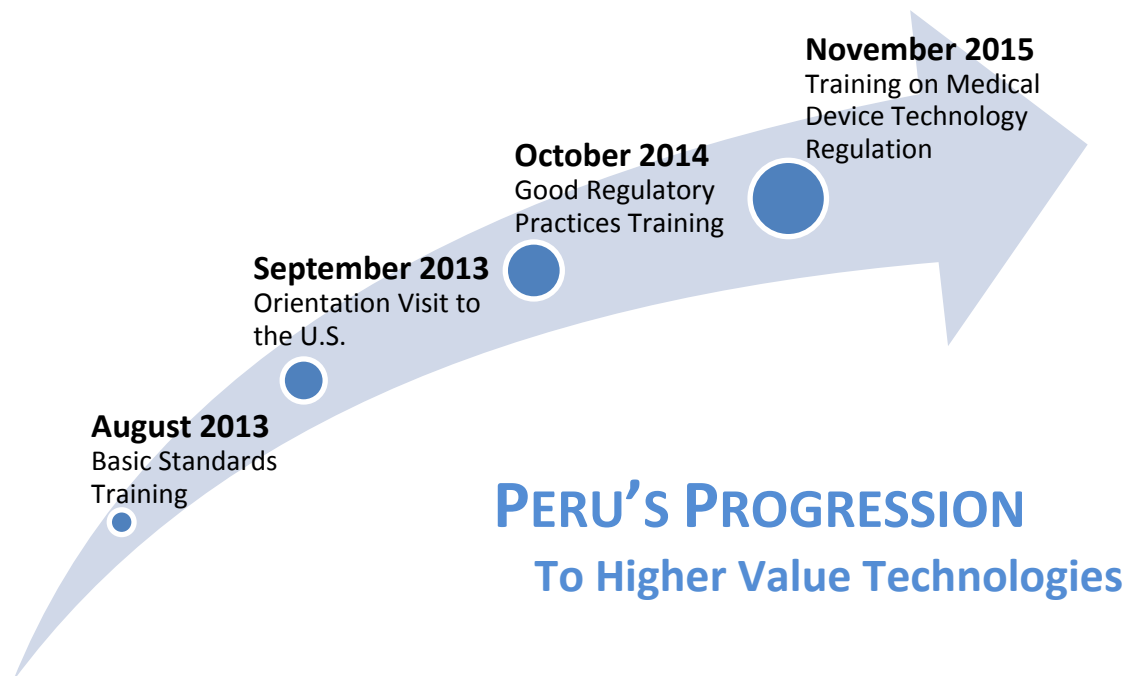 November 2015
Training on Medical
Device Technology
Regulation
October 2014
Good Regulatory
Practices Training
September 2013
Orientation Visit to
the U.S.
August 2013
Basic Standards
Training
PERU’S PROGRESSION
To Higher Value Technologies